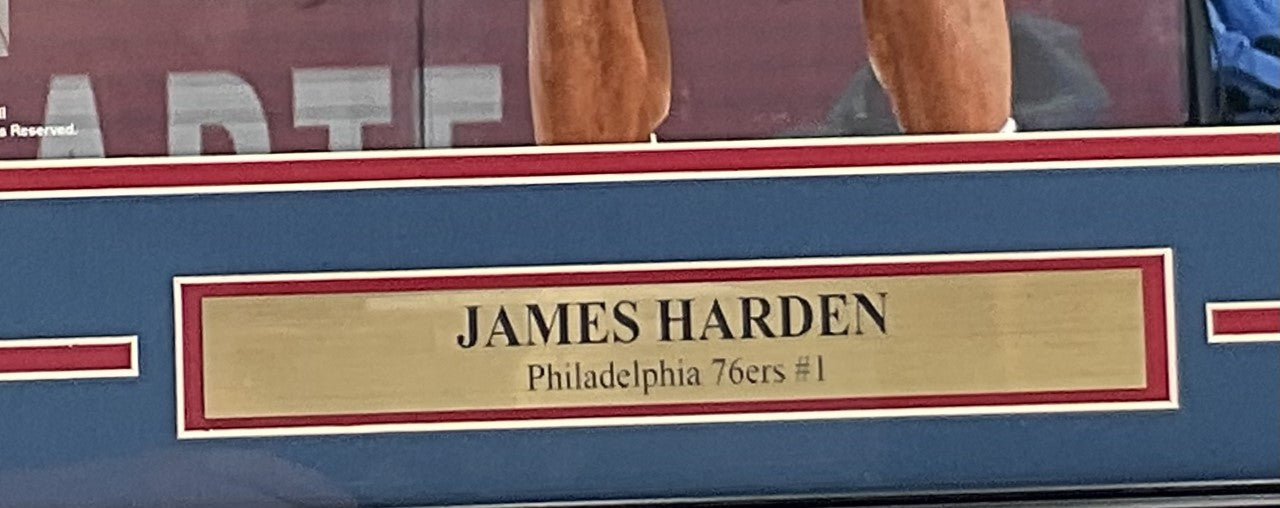 s Reserved.
JAMES HARDEN
Philadelphia 76ers #1